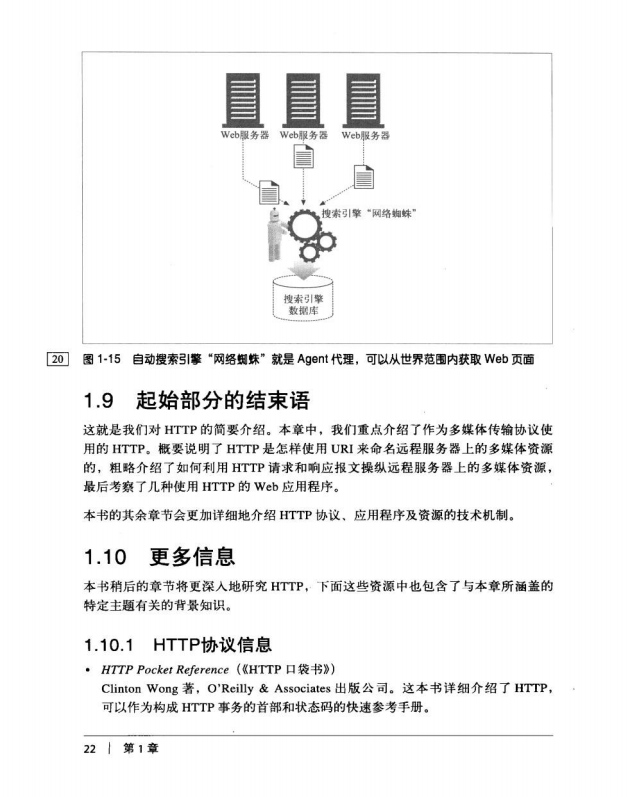 Web服务器 Web服务器 Web服务器
搜索引擎“网络蜘蛛”
搜索引擎
数据库
20 图 1-15 自动搜索引擎“网络蜘蛛”就是 Agent 代理，可以从世界范围内获取 Web 页面
1.9 起始部分的结束语
这就是我们对 HTTP 的简要介绍。本章中，我们重点介绍了作为多媒体传输协议使
用的 HTTP。概要说明了 HTTP 是怎样使用 URI 来命名远程服务器上的多媒体资源
的，粗略介绍了如何利用 HTTP 请求和响应报文操纵远程服务器上的多媒体资源，
最后考察了几种使用 HTTP 的 Web 应用程序。
本书的其余章节会更加详细地介绍 HTTP 协议、应用程序及资源的技术机制。
1.10 更多信息
本书稍后的章节将更深入地研究 HTTP，下面这些资源中也包含了与本章所涵盖的
特定主题有关的背景知识。
1.10.1 HTTP协议信息
• HTTP Pocket Reference（《HTTP 口袋书》）
Clinton Wong 著，O'Reilly & Associates 出版公司。这本书详细介绍了 HTTP，
可以作为构成 HTTP 事务的首部和状态码的快速参考手册。
22 | 第 1 章